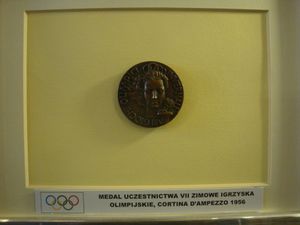 MEDAL UCZESTNICTWA VII ZIMOWE IGRZYSKA
OLIMPIJSKIE, CORTINA D'AMPEZZO 1956